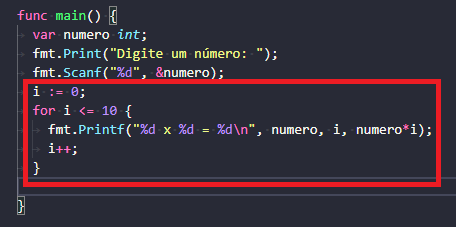 func main() {
var numero int;
fmt.Print("Digite um número: ");
fmt.Scanf("%d", &numero);
i := 0;
for i <= 10 {
fmt.Printf("%d x %d = %d\n", numero, i, numero*i);
i++;
}
}